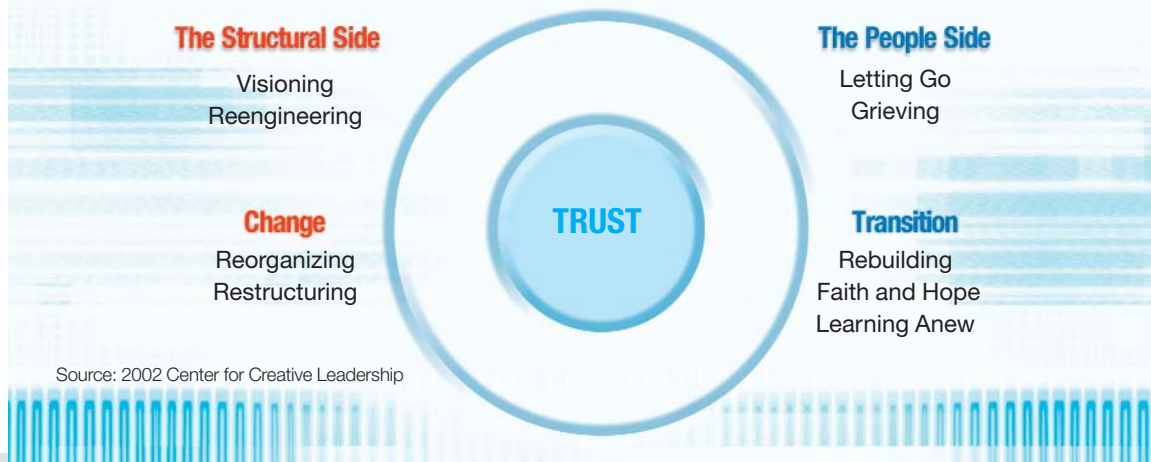 The Structural Side
Visioning
Reengineering
Change
Reorganizing
Restructuring
TRUST
The People Side
Letting Go
Grieving
Transition
Rebuilding
Faith and Hope
Learning Anew
Source: 2002 Center for Creative Leadership